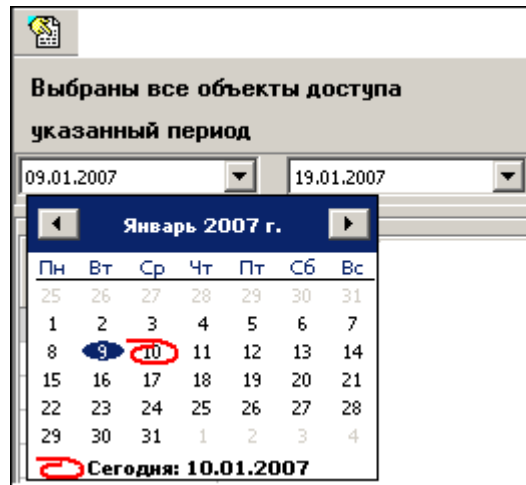 Выбраны все объекты доступа
указанный период
09.01.2007 19.01.2007
Январь 2007 г.
Пн Вт Ср Чт Пт Сб Вс
25 26 27 28 29 30 31
1 2 3 4 5 6 7
8 9 10 11 12 13 14
15 16 17 18 19 20 21
22 23 24 25 26 27 28
29 30 31 1 2 3 4
Сегодня: 10.01.2007